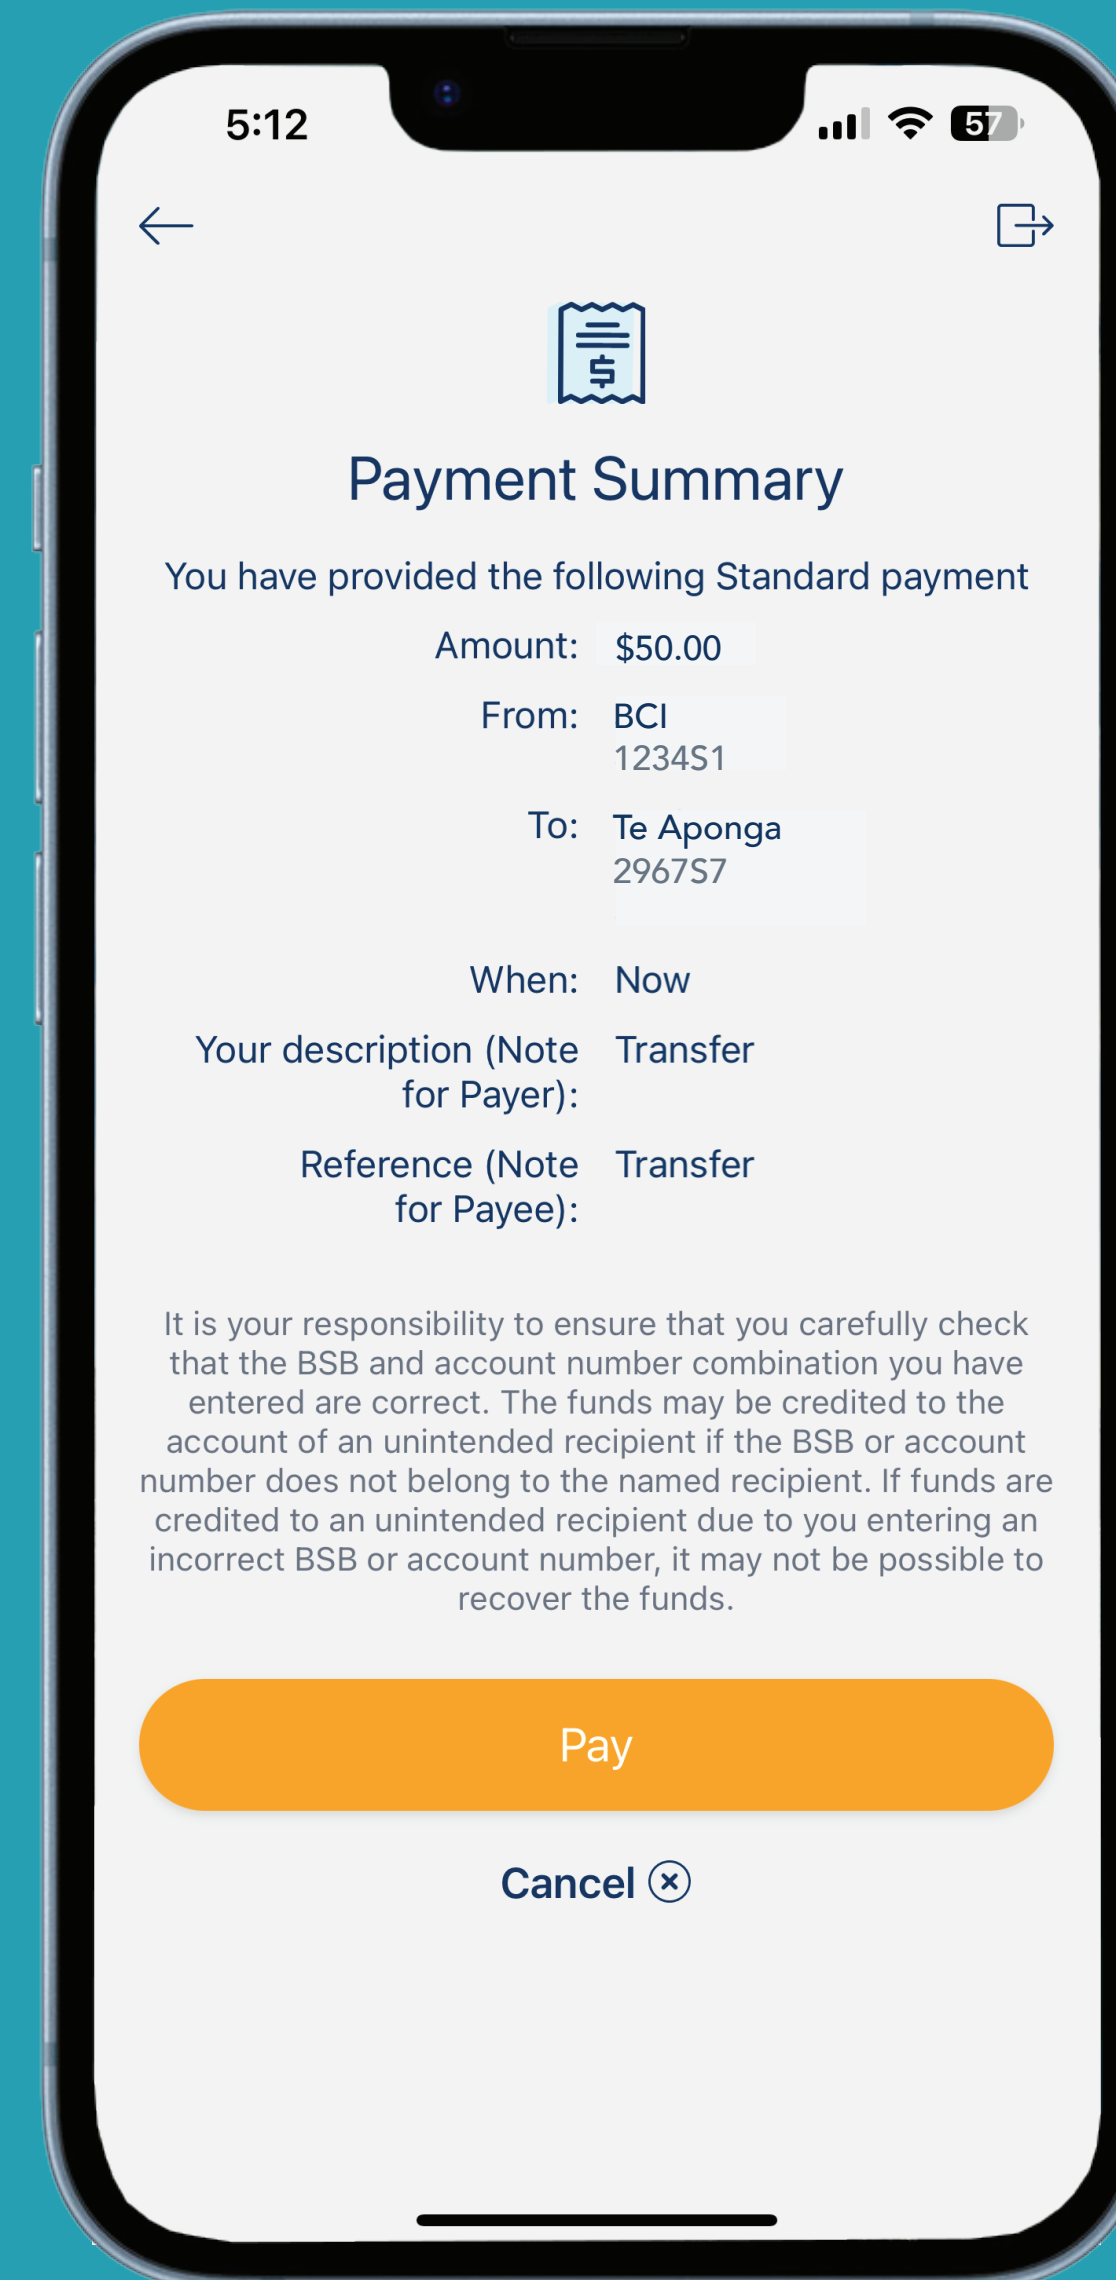 5:12
57
$
Payment Summary
You have provided the following Standard payment
Amount: $50.00
From: BCI
1234S1
To: Te Aponga
2967S7
When: Now
Your description (Note for Payer): Transfer
Reference (Note for Payee): Transfer
It is your responsibility to ensure that you carefully check
that the BSB and account number combination you have
entered are correct. The funds may be credited to the
account of an unintended recipient if the BSB or account
number does not belong to the named recipient. If funds are
credited to an unintended recipient due to you entering an
incorrect BSB or account number, it may not be possible to
recover the funds.
Pay
Cancel